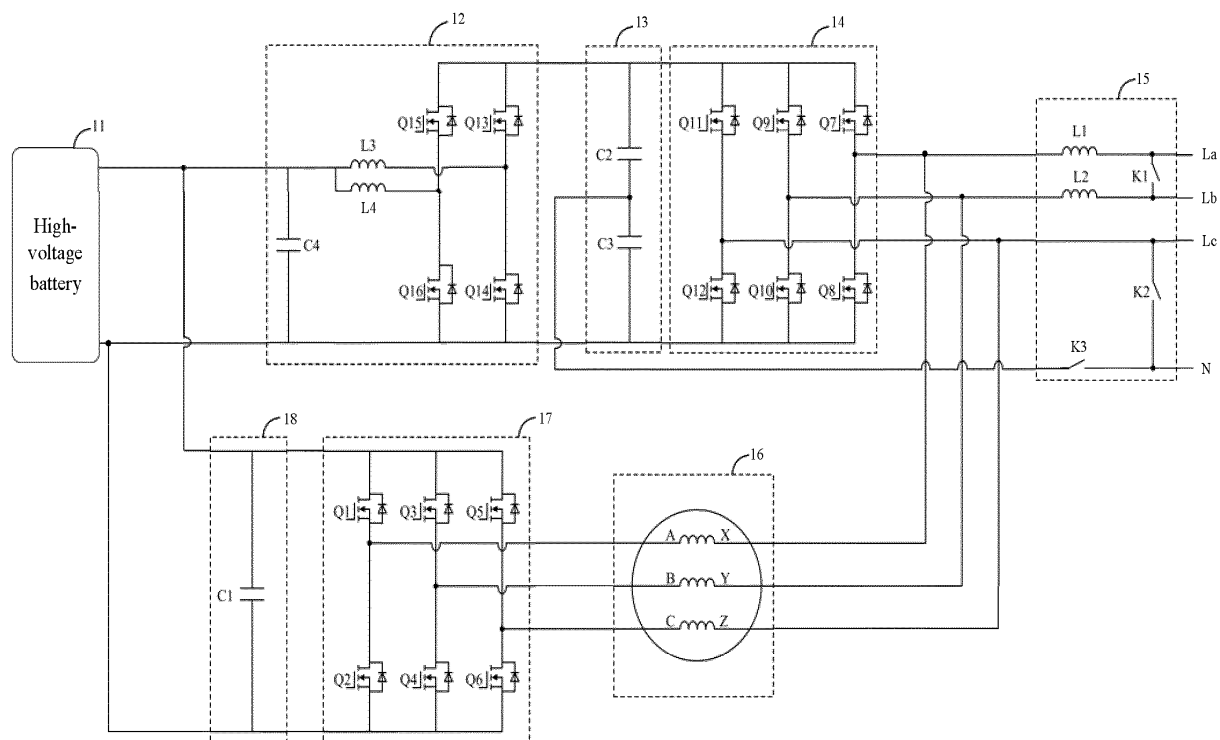 12
13
14
15
11
Q15
Q13
Q11
Q9
Q7
L1
La
L3
C2
K1
L2
Lb
L4
High-
voltage
battery
C4
C3
Lc
Q16
Q14
Q12
Q10
Q8
K2
K3
N
18
17
16
Q1
Q3
Q5
A
X
B
Y
C1
C
Z
Q2
Q4
Q6